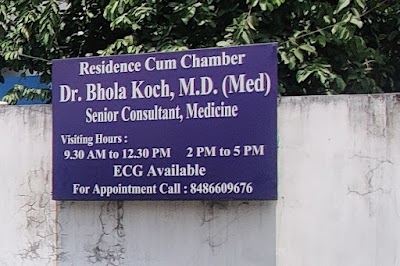 Residence Cum Chamber
Dr. Bhola Koch, M.D. (Med)
Senior Consultant, Medicine
Visiting Hours :
9.30 AM to 12.30 PM 2 PM to 5 PM
ECG Available
For Appointment Call : 8486609676